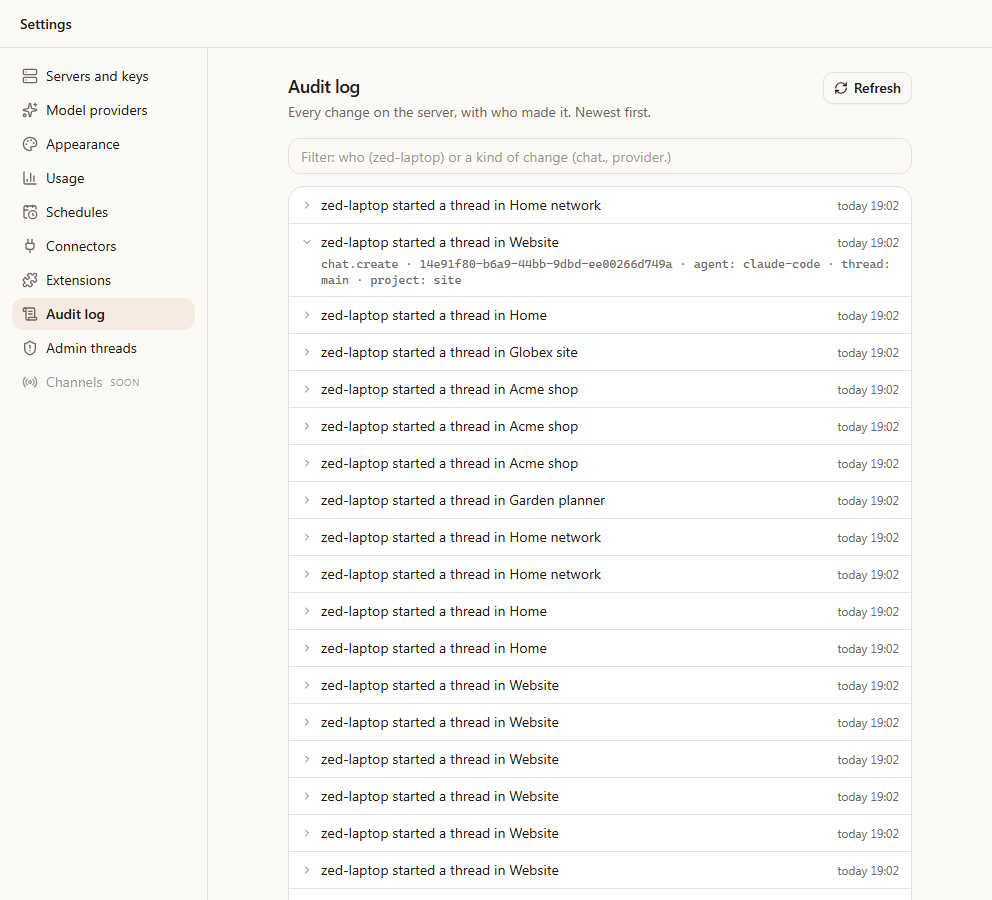 Settings
Servers and keys
Model providers
Appearance
Usage
Schedules
Connectors
Extensions
Audit log
Admin threads
Channels SOON
Audit log
Refresh
Every change on the server, with who made it. Newest first.
Filter: who (zed-laptop) or a kind of change (chat., provider.)
zed-laptop started a thread in Home network today 19:02
zed-laptop started a thread in Website today 19:02
chat.create · 14e91f80-b6a9-44bb-9dbd-ee00266d749a · agent: claude-code · thread:
main · project: site
zed-laptop started a thread in Home today 19:02
zed-laptop started a thread in Globex site today 19:02
zed-laptop started a thread in Acme shop today 19:02
zed-laptop started a thread in Acme shop today 19:02
zed-laptop started a thread in Acme shop today 19:02
zed-laptop started a thread in Garden planner today 19:02
zed-laptop started a thread in Home network today 19:02
zed-laptop started a thread in Home network today 19:02
zed-laptop started a thread in Home today 19:02
zed-laptop started a thread in Home today 19:02
zed-laptop started a thread in Website today 19:02
zed-laptop started a thread in Website today 19:02
zed-laptop started a thread in Website today 19:02
zed-laptop started a thread in Website today 19:02
zed-laptop started a thread in Website today 19:02
zed-laptop started a thread in Website today 19:02